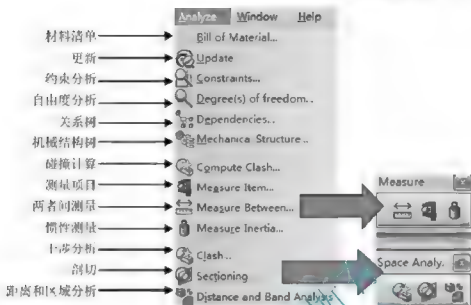 Analyze Window Help
材料清单 Bill of Material...
更新 Update
约束分析 Constraints...
自由度分析 Degree(s) of freedom..
关系树 Dependencies..
机械结构树 Mechanical Structure..
碰撞计算 Compute Clash...
测量项目 Measure Item...
两者间测量 Measure Between...
惯性测量 Measure Inertia...
干涉分析 Clash..
剖切 Sectioning
距离和区域分析 Distance and Band Analysis
Measure
Space Analy.